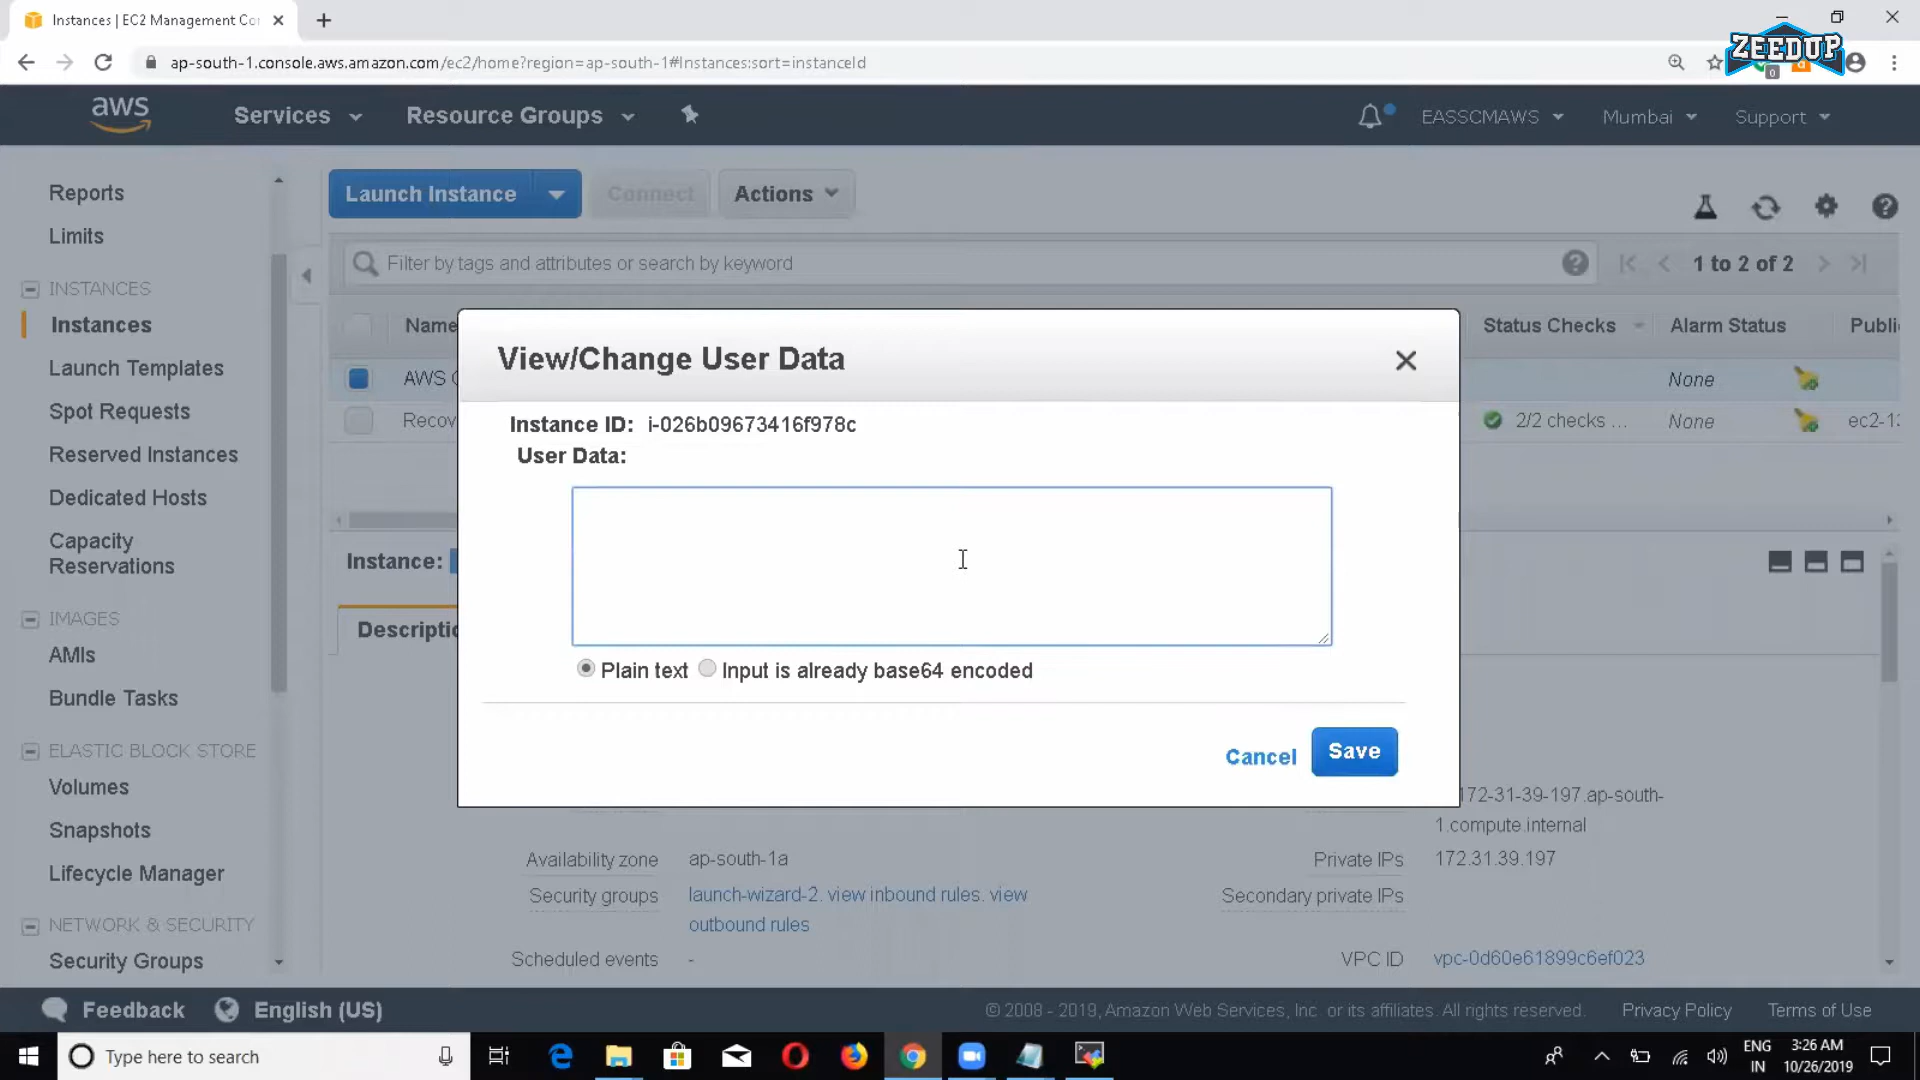 Instances | EC2 Management Co
ZEEDUP
ap-south-1.console.aws.amazon.com/ec2/home?region=ap-south-1#Instances:sort=instanceId
0
aws
Services
Resource Groups
EASSCMAWS
Mumbai
Support
Reports
Limits
INSTANCES
Instances
Launch Templates
Spot Requests
Reserved Instances
Dedicated Hosts
Capacity
Reservations
IMAGES
AMIs
Bundle Tasks
ELASTIC BLOCK STORE
Volumes
Snapshots
Lifecycle Manager
NETWORK & SECURITY
Security Groups
Launch Instance
Connect
Actions
Filter by tags and attributes or search by keyword
1 to 2 of 2
Name
Status Checks
Alarm Status
Publi
AWS
None
Recov
2/2 checks ...
None
ec2-1
View/Change User Data
Instance ID: i-026b09673416f978c
User Data:
Plain text
Input is already base64 encoded
Cancel
Save
Instance:
Descriptio
172-31-39-197.ap-south-
1.compute.internal
Availability zone
ap-south-1a
Private IPs
172.31.39.197
Security groups
launch-wizard-2. view inbound rules. view
outbound rules
Secondary private IPs
Scheduled events
-
VPC ID
vpc-0d60e61899c6ef023
Feedback
English (US)
© 2008 - 2019, Amazon Web Services, Inc. or its affiliates. All rights reserved.
Privacy Policy
Terms of Use
Type here to search
ENG
IN
3:26 AM
10/26/2019